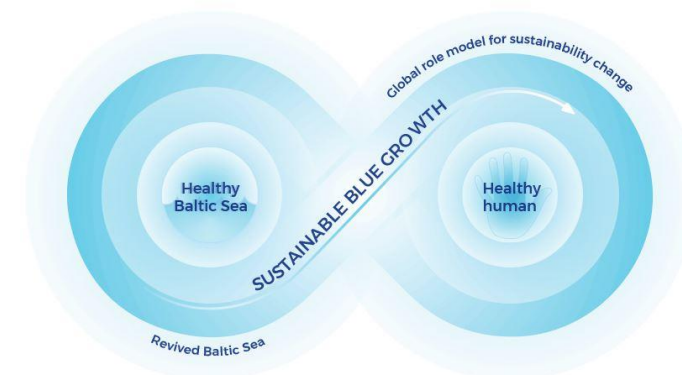 Global role model for sustainability change
SUSTAINABLE BLUE GROWTH
Healthy
Baltic Sea
Healthy
human
Revived Baltic Sea